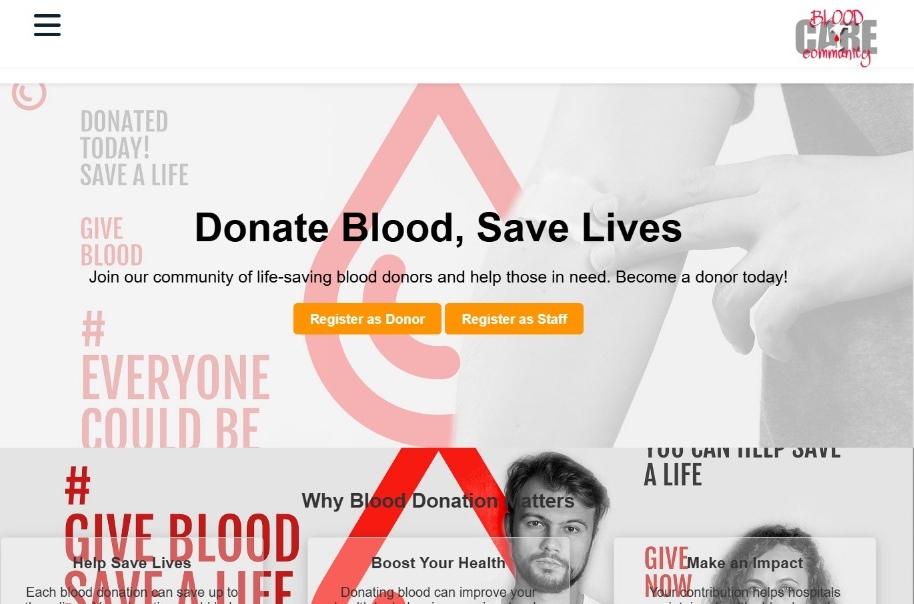 BLOOD
CARE
community
DONATED
TODAY!
SAVE A LIFE
GIVE
BLOOD
Donate Blood, Save Lives
Join our community of life-saving blood donors and help those in need. Become a donor today!
Register as Donor
Register as Staff
#
EVERYONE
COULD BE
YOU CAN HELP SAVE
A LIFE
#
GIVE BLOOD
SAVE A LIFE
Why Blood Donation Matters
GIVE
NOW
Help Save Lives
Each blood donation can save up to
Boost Your Health
Donating blood can improve your
Make an Impact
Your contribution helps hospitals